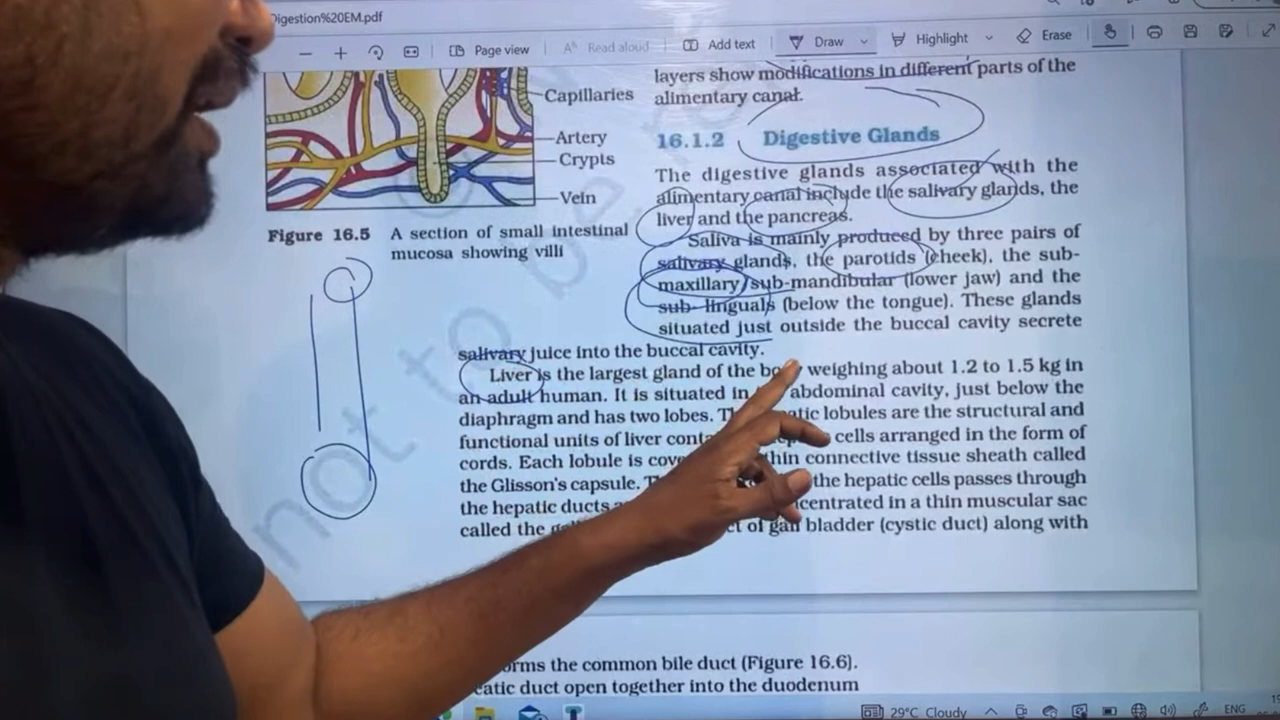 Digestion%20EM.pdf
Page view
Read aloud
Add text
Draw
Highlight
Erase
layers show modifications in different parts of the
alimentary canal.
Capillaries
Artery
Crypts
Vein
Figure 16.5 A section of small intestinal
mucosa showing villi
16.1.2 Digestive Glands
The digestive glands associated with the
alimentary canal include the salivary glands, the
liver and the pancreas.
Saliva is mainly produced by three pairs of
salivary glands, the parotids (cheek), the sub-
maxillary/sub-mandibular (lower jaw) and the
sub-linguals (below the tongue). These glands
situated just outside the buccal cavity secrete
salivary juice into the buccal cavity.
Liver is the largest gland of the weighing about 1.2 to 1.5 kg in
an adult human. It is situated in abdominal cavity, just below the
diaphragm and has two lobes. lobules are the structural and
functional units of liver cells arranged in the form of
cords. Each lobule is thin connective tissue sheath called
the Glisson's capsule. the hepatic cells passes through
the hepatic ducts in a thin muscular sac
called the of gall bladder (cystic duct) along with
the common bile duct (Figure 16.6).
duct open together into the duodenum
not to be
29°C Cloudy
ENG